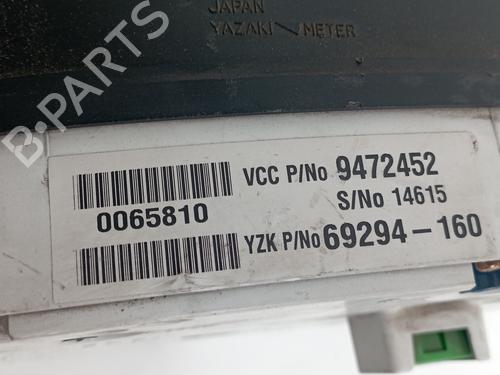 JAPAN
YAZAKI METER
B-PARTS
VCC P/No 9472452
S/No 14615
0065810
YZK P/No 69294-160